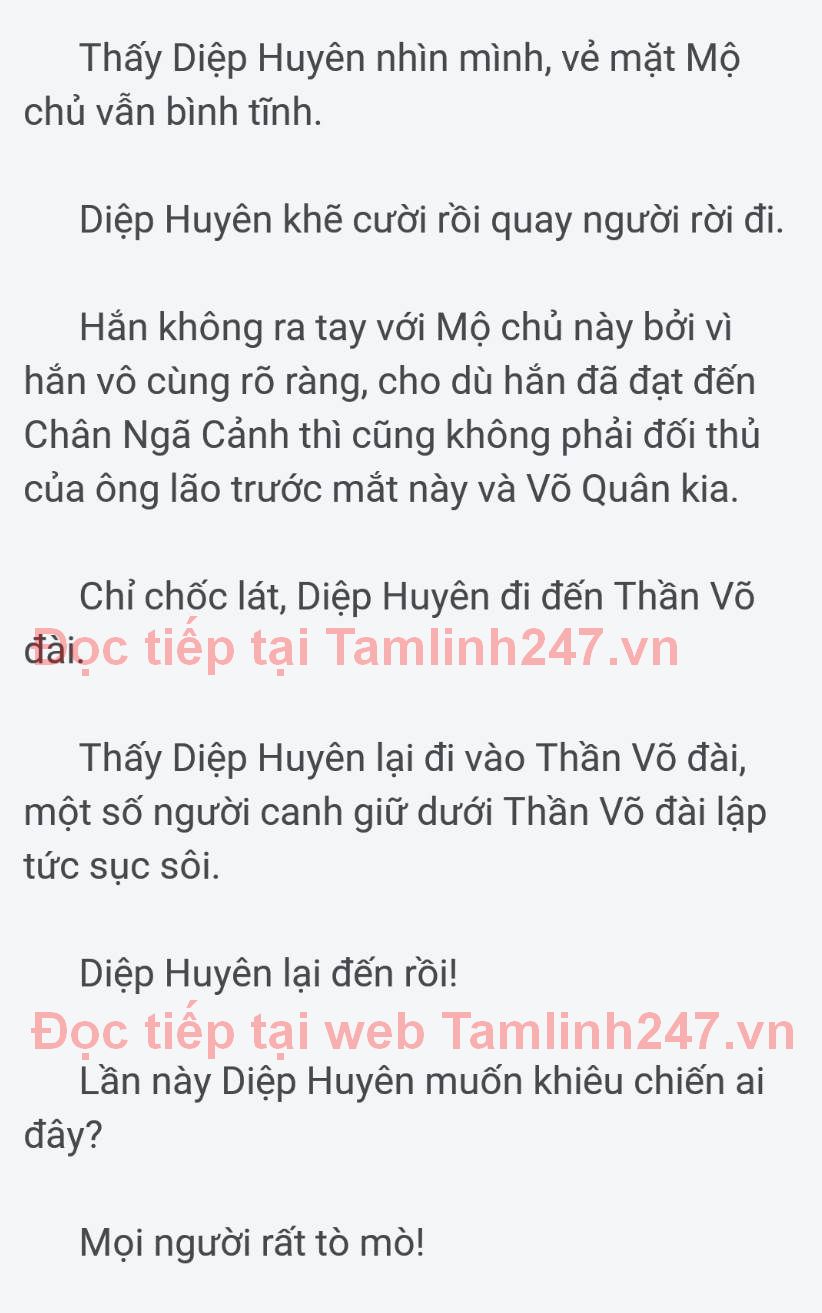 Thấy Diệp Huyên nhìn mình, vẻ mặt Mộ
chủ vẫn bình tĩnh.
Diệp Huyên khẽ cười rồi quay người rời đi.
Hắn không ra tay với Mộ chủ này bởi vì
hắn vô cùng rõ ràng, cho dù hắn đã đạt đến
Chân Ngã Cảnh thì cũng không phải đối thủ
của ông lão trước mắt này và Võ Quân kia.
Chỉ chốc lát, Diệp Huyên đi đến Thần Võ
đài.
Đọc tiếp tại Tamlinh247.vn
Thấy Diệp Huyên lại đi vào Thần Võ đài,
một số người canh giữ dưới Thần Võ đài lập
tức sục sôi.
Diệp Huyên lại đến rồi!
Đọc tiếp tại web Tamlinh247.vn
Lần này Diệp Huyên muốn khiêu chiến ai
đây?
Mọi người rất tò mò!